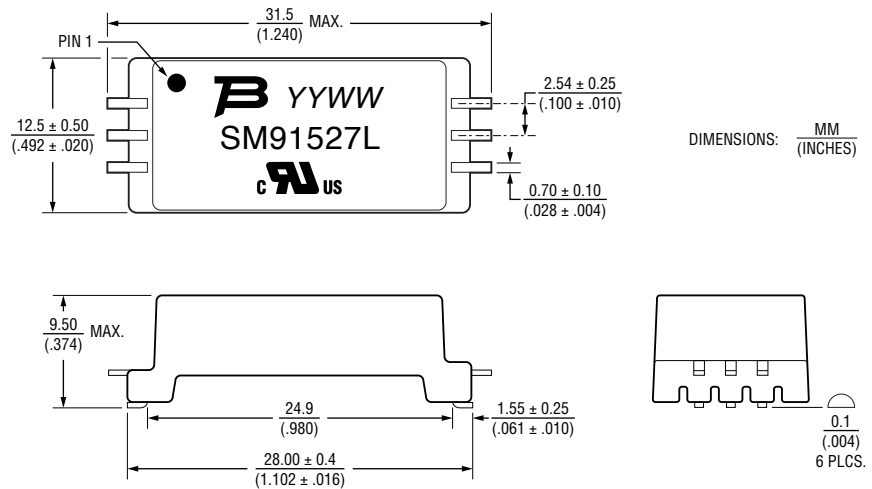 31.5 MAX.
(1.240)
PIN 1
YYWW
SM91527L
C US
12.5 ± 0.50
(.492 ± .020)
2.54 ± 0.25
(.100 ± .010)
0.70 ± 0.10
(.028 ± .004)
DIMENSIONS: MM
(INCHES)
9.50 MAX.
(.374)
24.9
(.980)
1.55 ± 0.25
(.061 ± .010)
28.00 ± 0.4
(1.102 ± .016)
0.1
(.004)
6 PLCS.